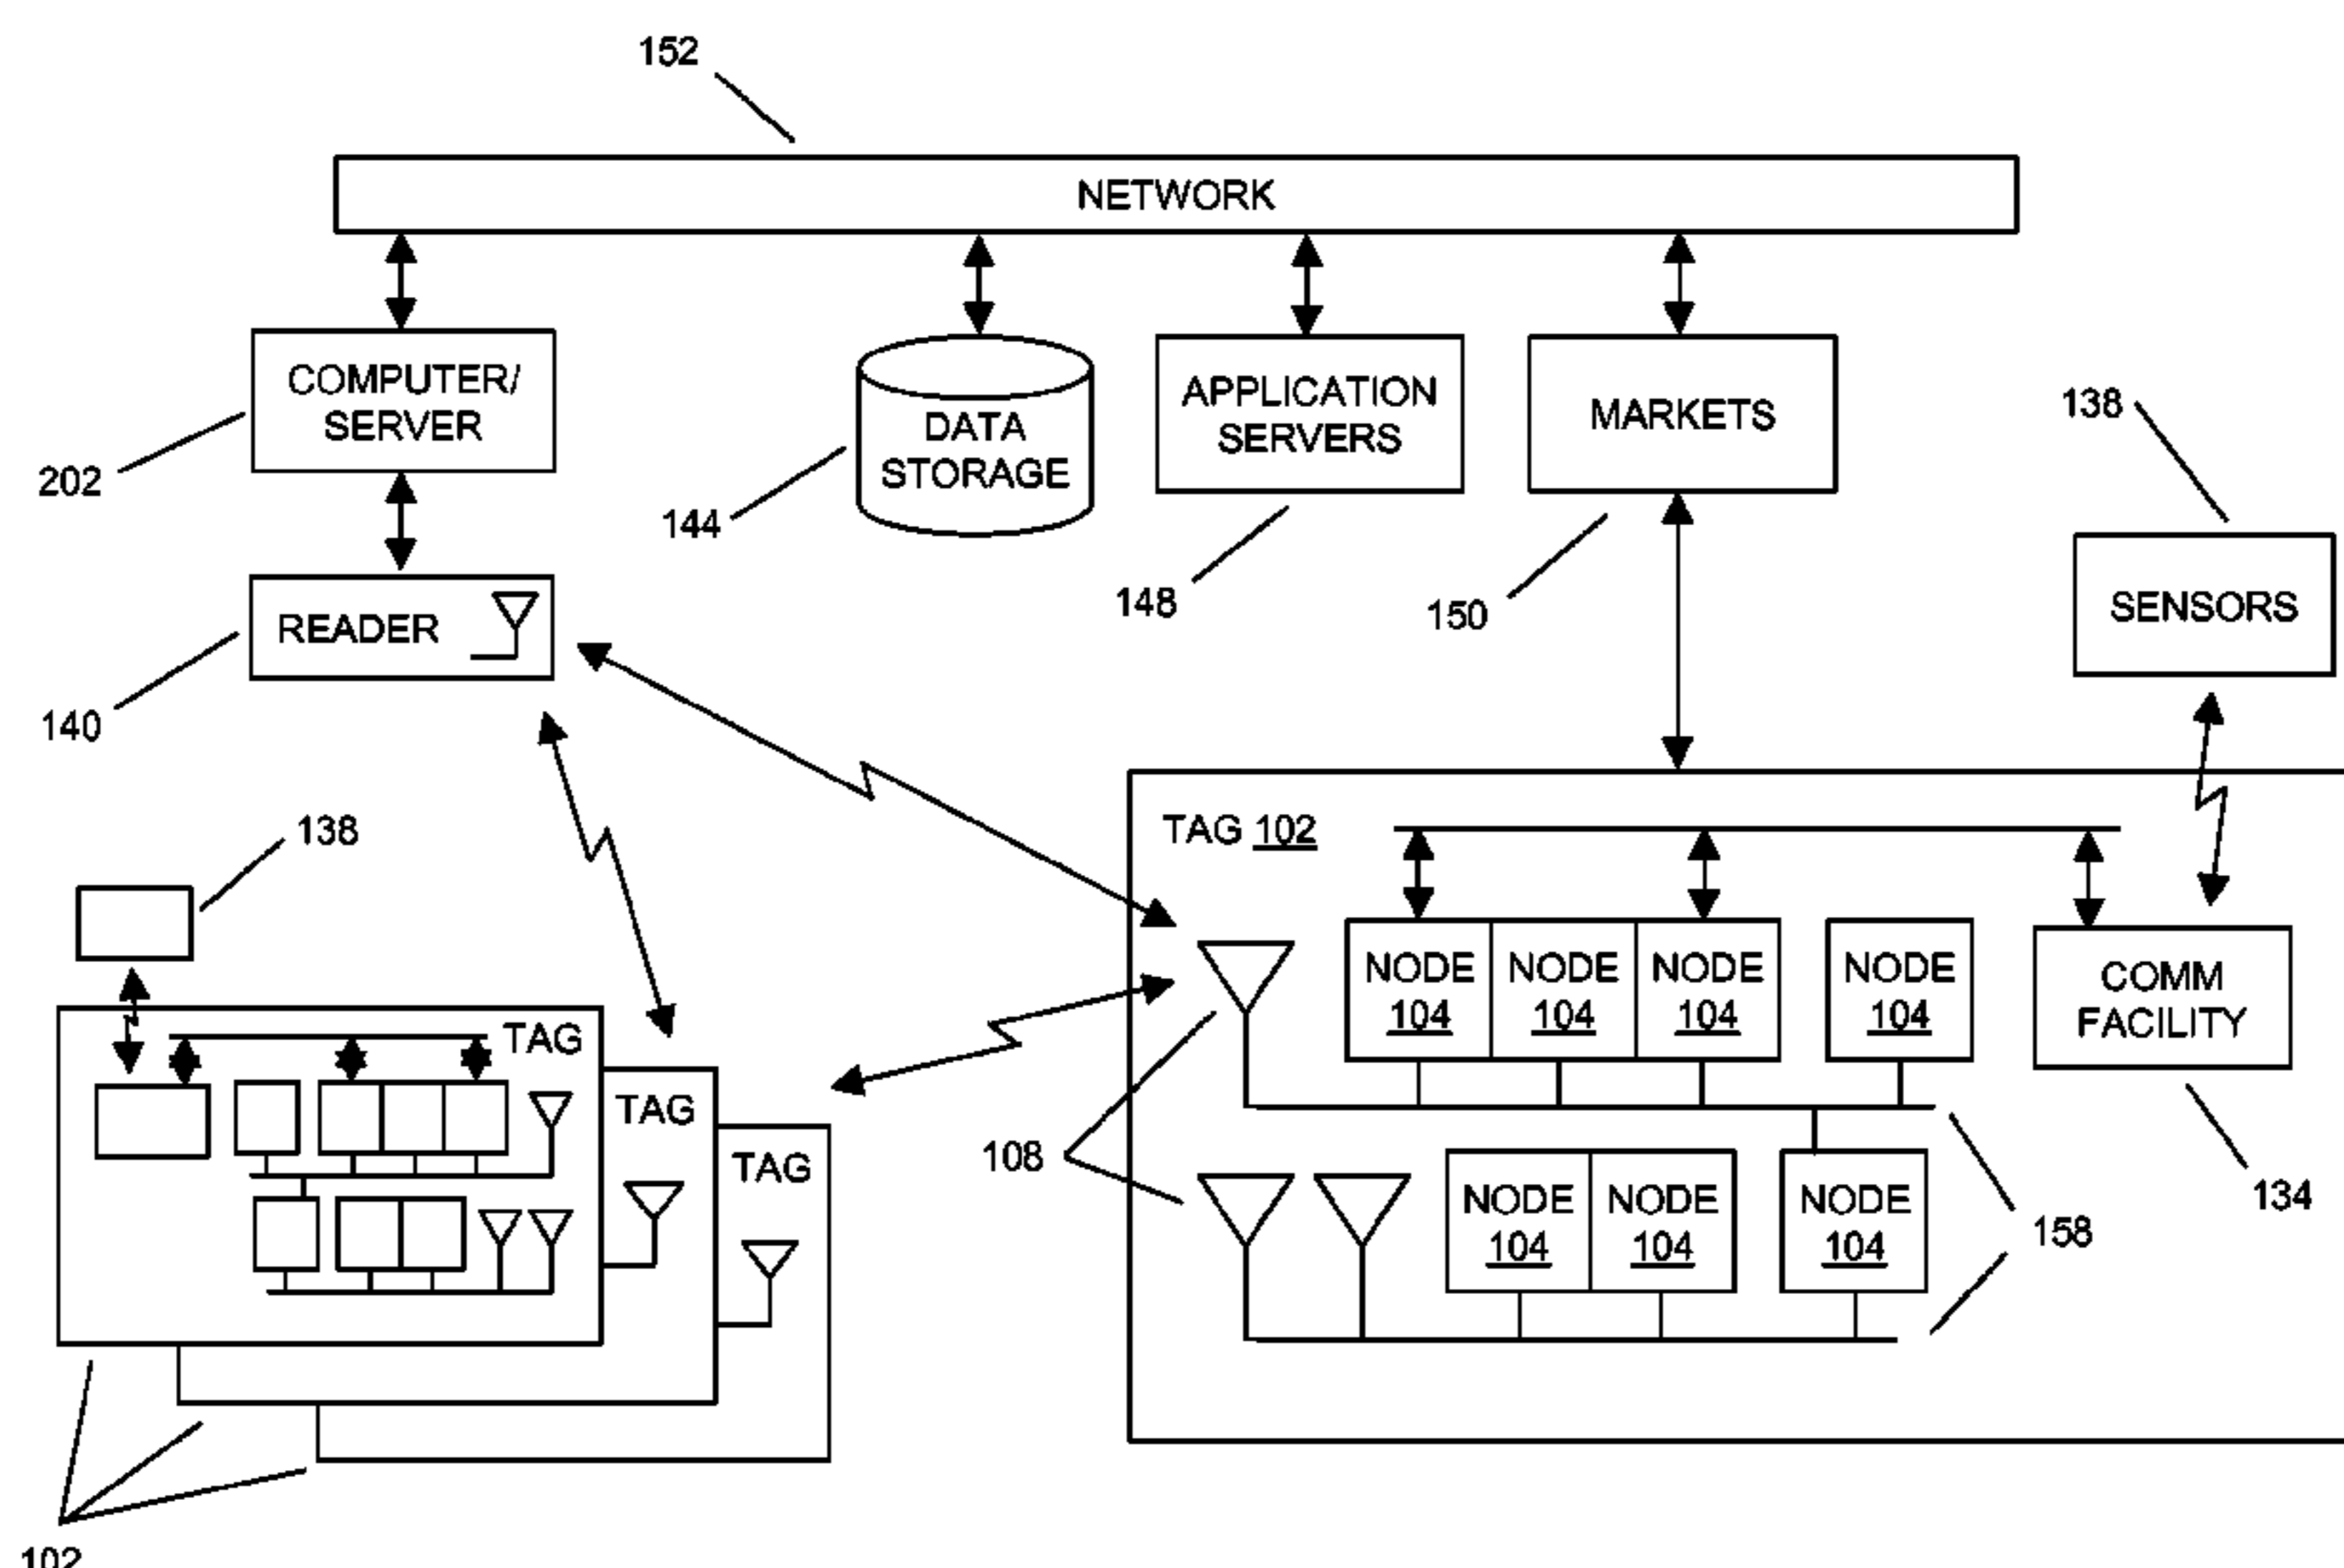 152
NETWORK
COMPUTER/
SERVER
202
DATA
STORAGE
144
APPLICATION
SERVERS
148
MARKETS
150
138
SENSORS
READER
140
138
TAG
TAG
TAG
102
TAG 102
NODE NODE NODE NODE
104 104 104 104
COMM
FACILITY
108
NODE NODE NODE
104 104 104
134
158